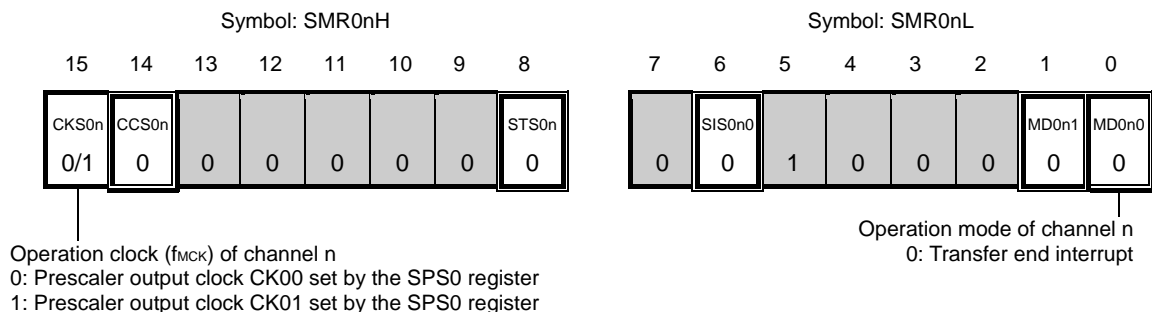 Symbol: SMR0nH Symbol: SMR0nL
15 14 13 12 11 10 9 8 7 6 5 4 3 2 1 0
CKS0n CCS0n STS0n SIS0n0 MD0n1 MD0n0
0/1 0 0 0 0 0 0 0 0 0 1 0 0 0 0 0
Operation mode of channel n
0: Transfer end interrupt
Operation clock (fMCK) of channel n
0: Prescaler output clock CK00 set by the SPS0 register
1: Prescaler output clock CK01 set by the SPS0 register